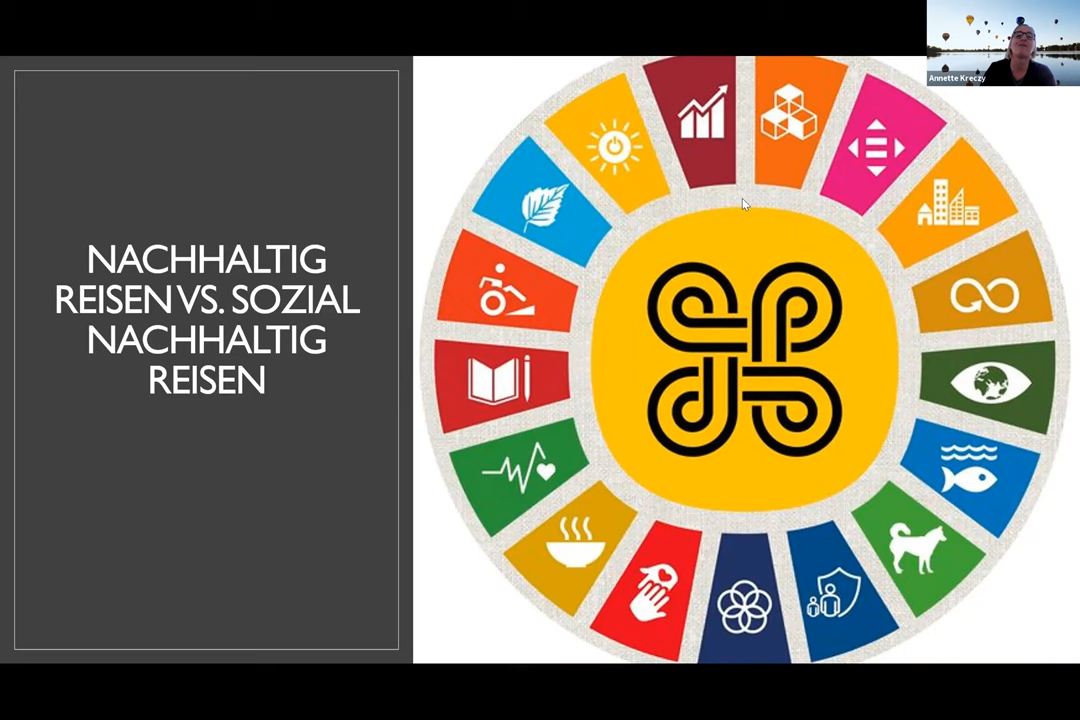 Annette Kreczy
NACHHALTIG
REISEN VS. SOZIAL
NACHHALTIG
REISEN